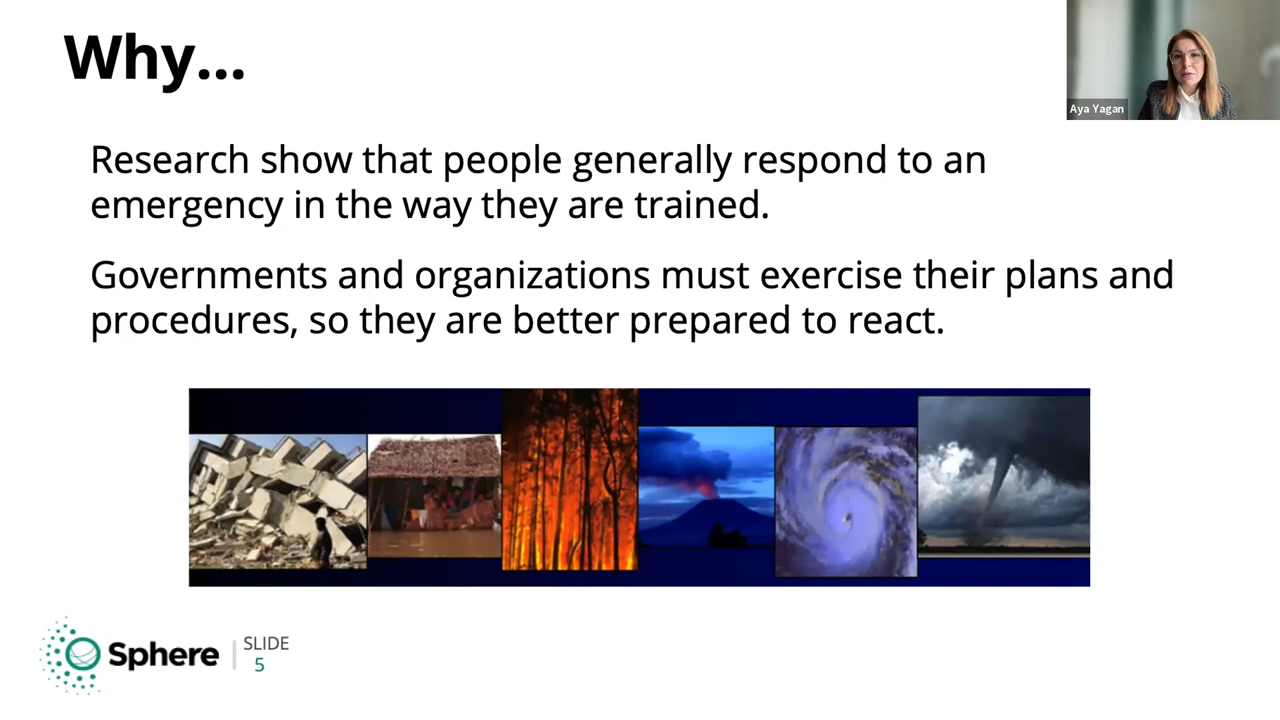 Why...
Aya Yagan
Research show that people generally respond to an
emergency in the way they are trained.
Governments and organizations must exercise their plans and
procedures, so they are better prepared to react.
Sphere
SLIDE
5